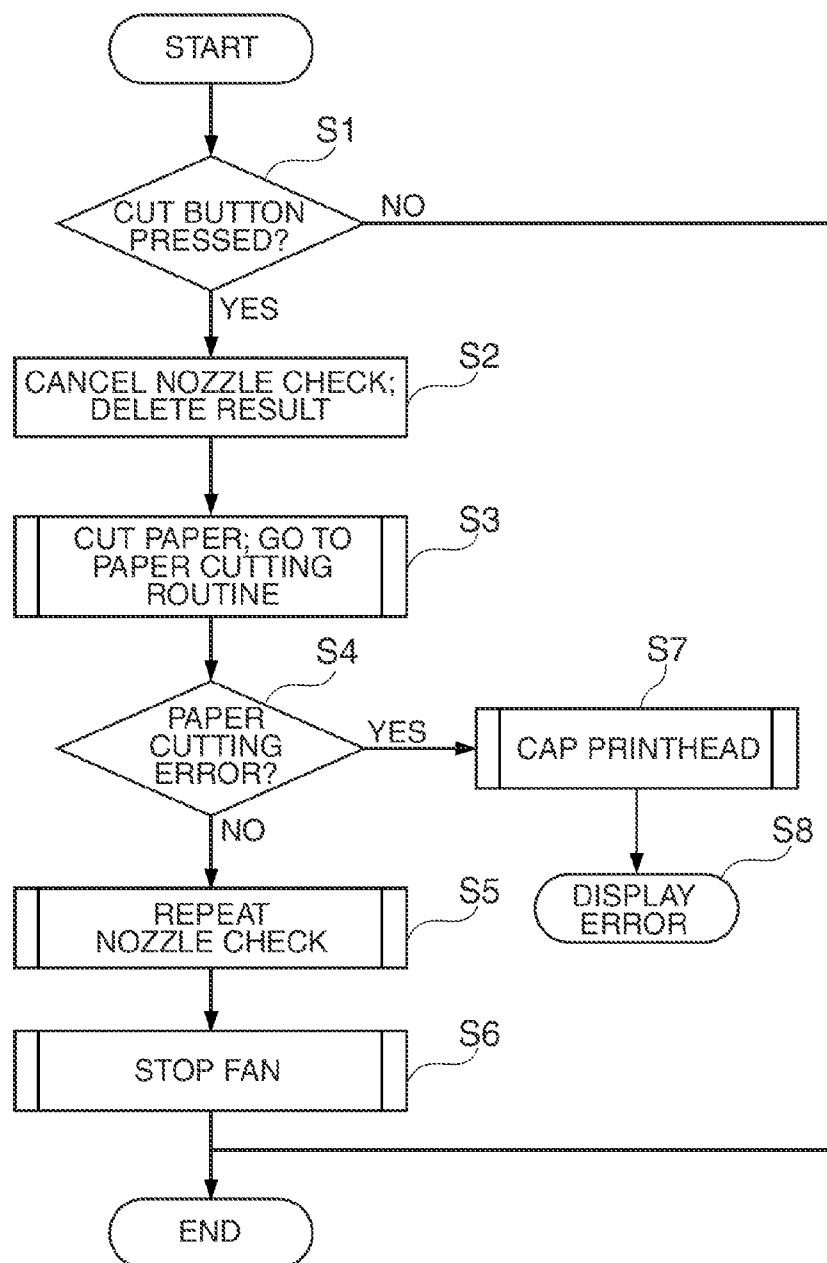 START
S1
CUT BUTTON
PRESSED?
NO
YES
S2
CANCEL NOZZLE CHECK;
DELETE RESULT
S3
CUT PAPER; GO TO
PAPER CUTTING
ROUTINE
S4
PAPER
CUTTING
ERROR?
YES
S7
CAP PRINTHEAD
NO
S8
DISPLAY
ERROR
S5
REPEAT
NOZZLE CHECK
S6
STOP FAN
END